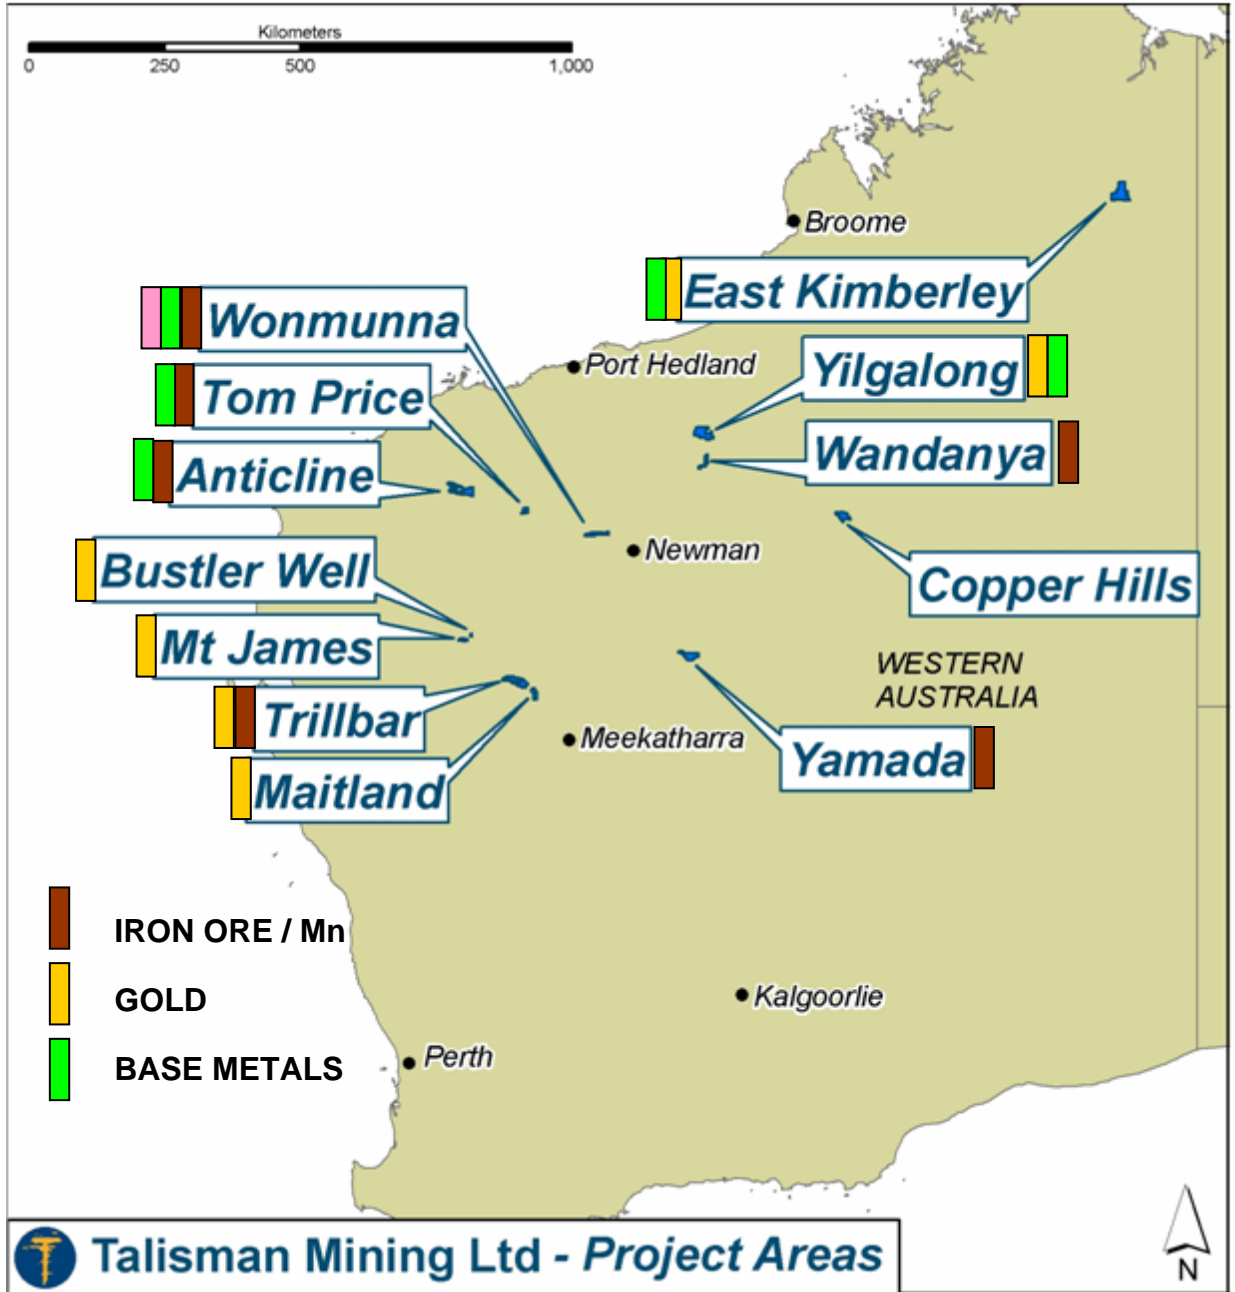 Kilometers
0 250 500 1,000
Broome
East Kimberley
Wonmunna
Port Hedland
Yilgalong
Tom Price
Wandanya
Anticline
Newman
Bustler Well
Copper Hills
Mt James
WESTERN
AUSTRALIA
Trillbar
Meekatharra
Yamada
Maitland
IRON ORE / Mn
GOLD
Kalgoorlie
BASE METALS
Perth
Talisman Mining Ltd - Project Areas
N